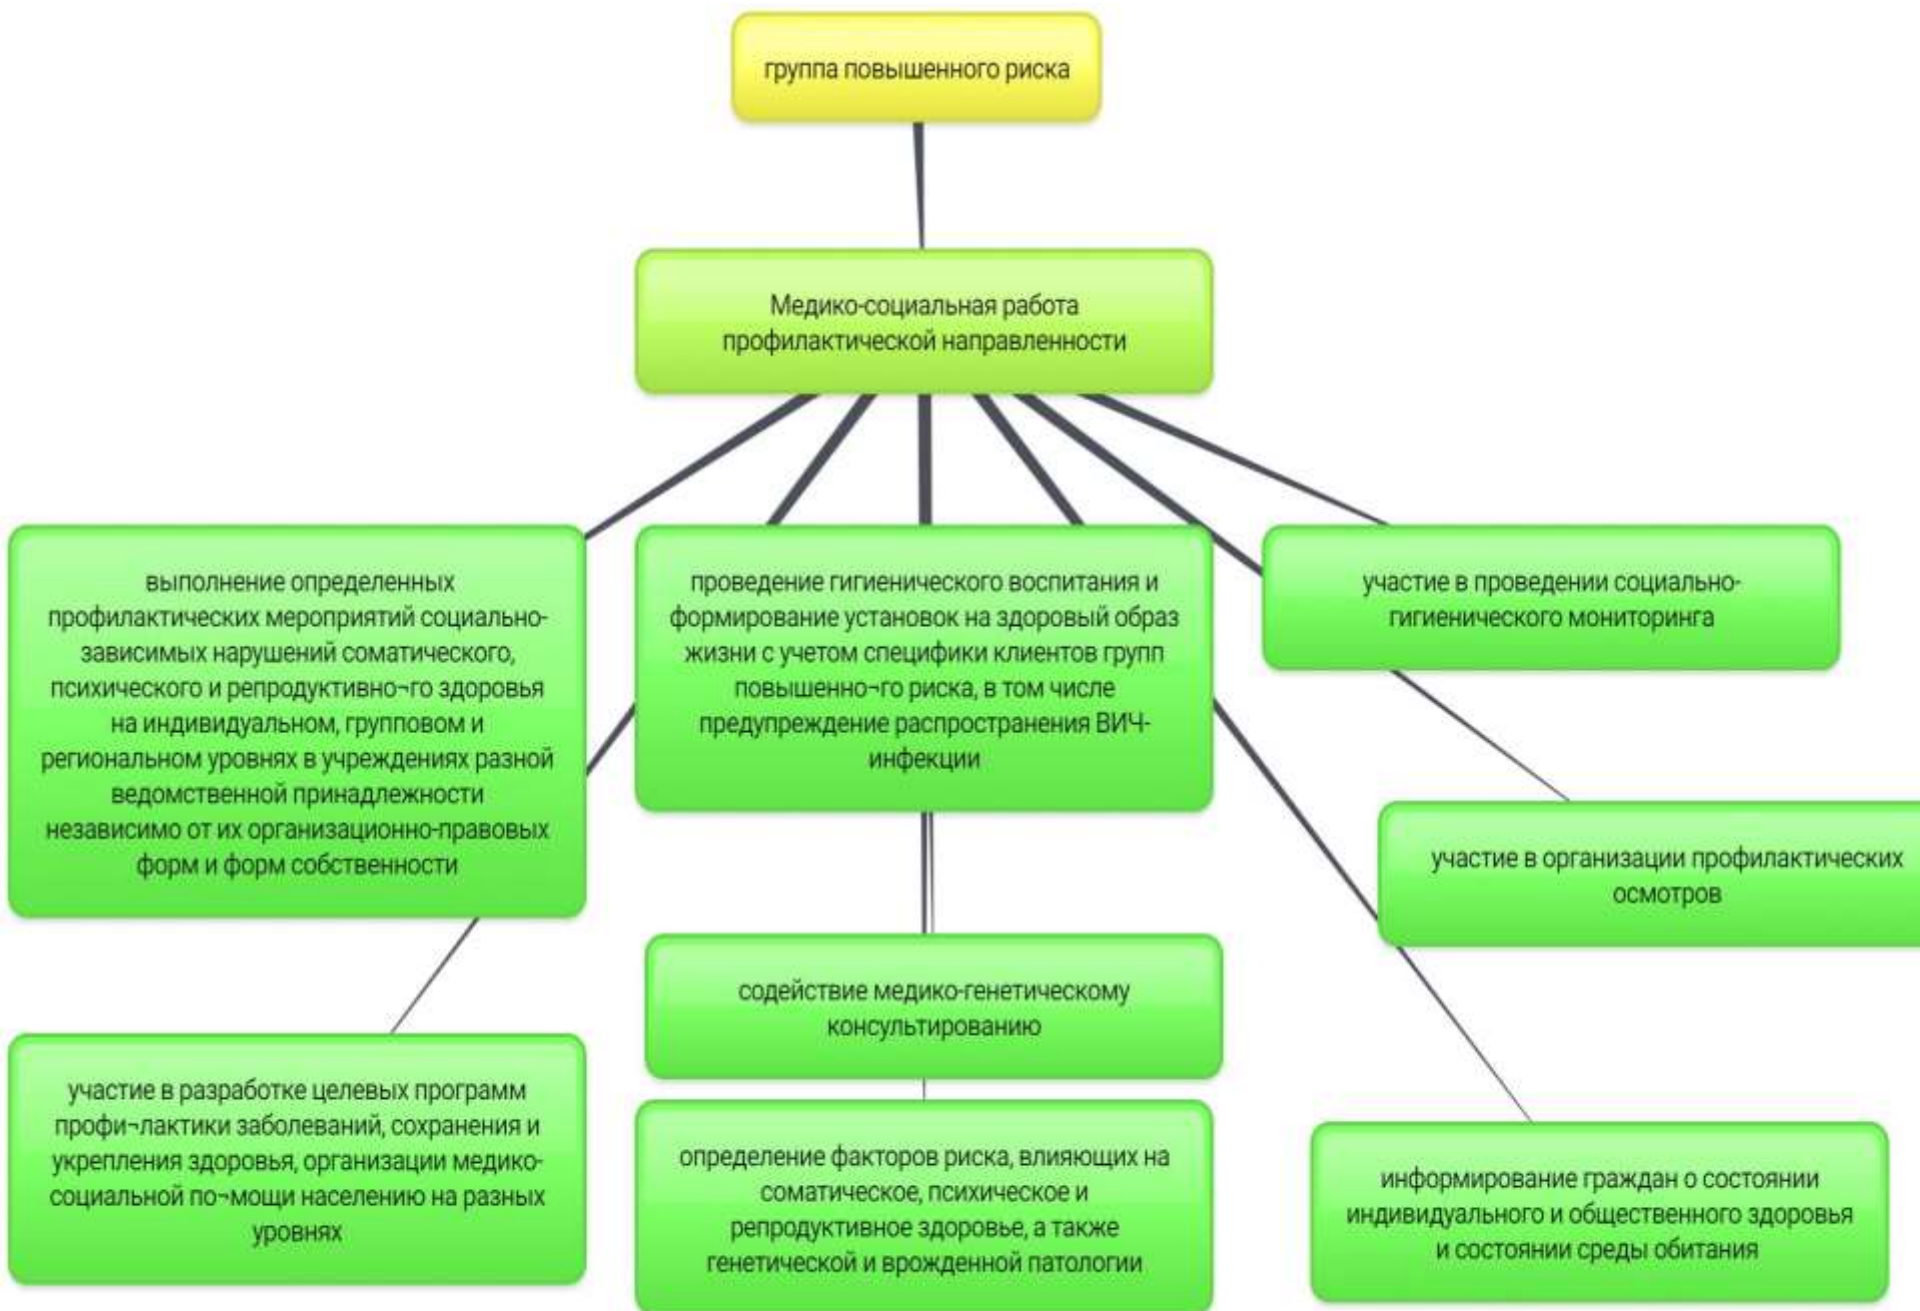 группа повышенного риска
Медико-социальная работа
профилактической направленности
выполнение определенных
профилактических мероприятий социально-
зависимых нарушений соматического,
психического и репродуктивно¬го здоровья
на индивидуальном, групповом и
региональном уровнях в учреждениях разной
ведомственной принадлежности
независимо от их организационно-правовых
форм и форм собственности
проведение гигиенического воспитания и
формирование установок на здоровый образ
жизни с учетом специфики клиентов групп
повышенно¬го риска, в том числе
предупреждение распространения ВИЧ-
инфекции
участие в проведении социально-
гигиенического мониторинга
участие в организации профилактических
осмотров
содействие медико-генетическому
консультированию
участие в разработке целевых программ
профи¬лактики заболеваний, сохранения и
укрепления здоровья, организации медико-
социальной по¬мощи населению на разных
уровнях
определение факторов риска, влияющих на
соматическое, психическое и
репродуктивное здоровье, а также
генетической и врожденной патологии
информирование граждан о состоянии
индивидуального и общественного здоровья
и состоянии среды обитания